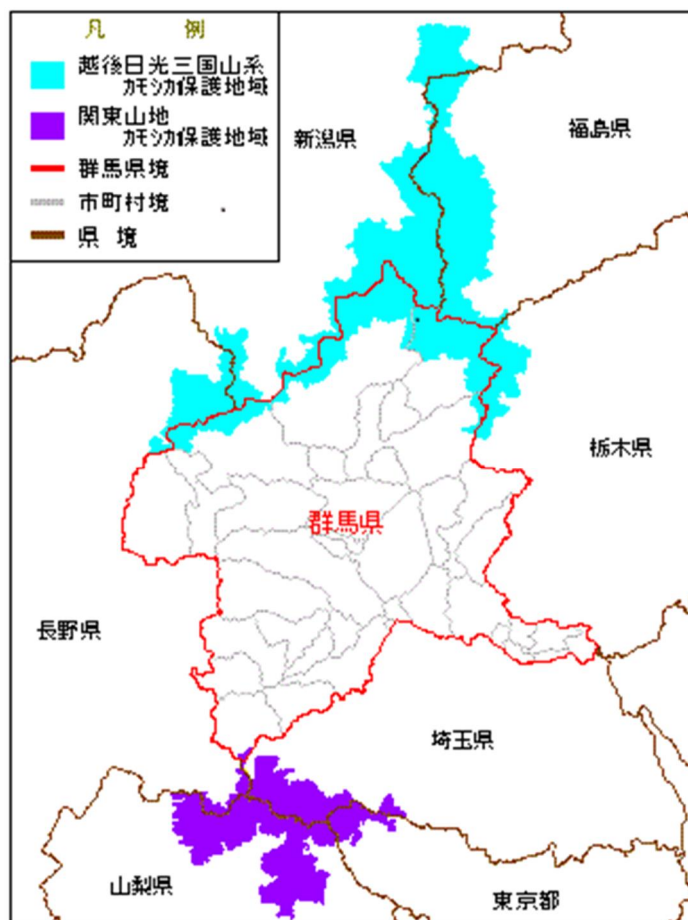 凡 例
越後日光三国山系
カモシカ保護地域
関東山地
カモシカ保護地域
群馬県境
市町村境
県 境
新潟県
福島県
栃木県
群馬県
長野県
埼玉県
山梨県
東京都